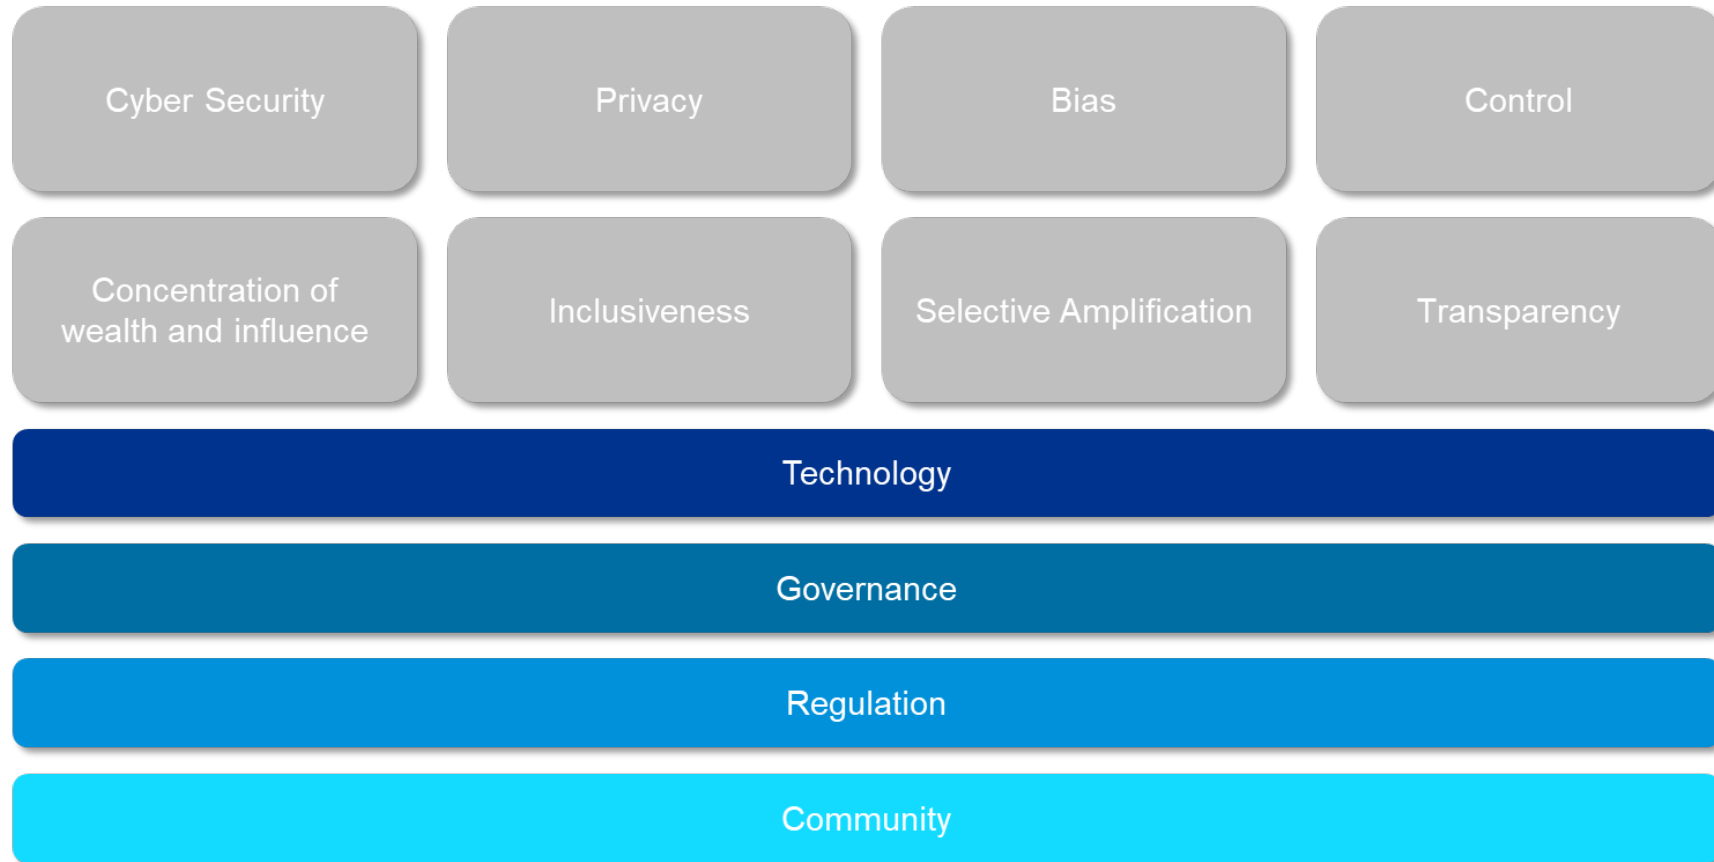 Cyber Security
Privacy
Bias
Control
Concentration of
wealth and influence
Inclusiveness
Selective Amplification
Transparency
Technology
Governance
Regulation
Community